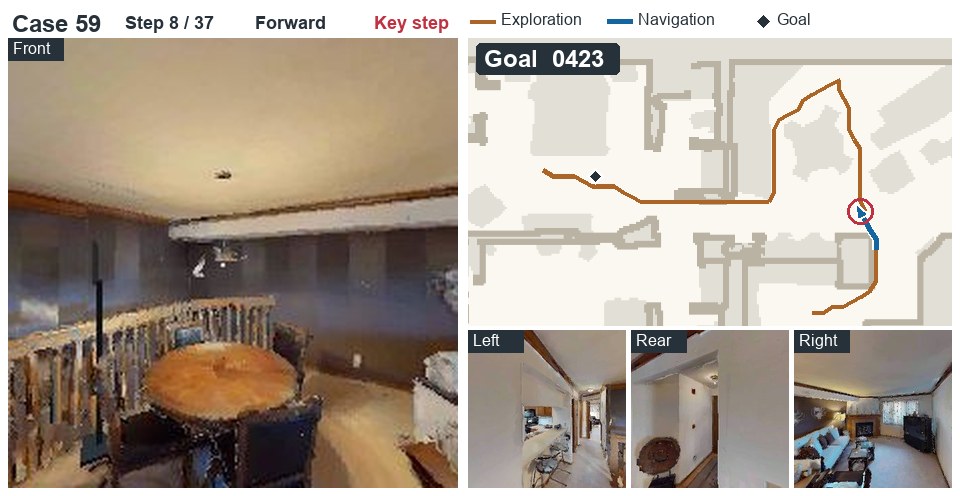 Case 59 Step 8 / 37 Forward Key step
Exploration Navigation Goal
Front
Goal 0423
Left
Rear
Right